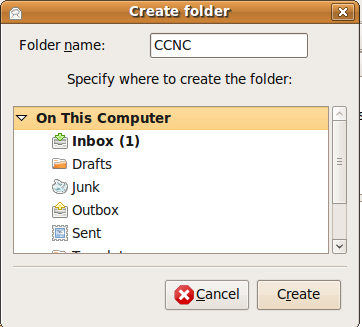 Create folder
Folder name: CCNC
Specify where to create the folder:
On This Computer
Inbox (1)
Drafts
Junk
Outbox
Sent
Cancel Create